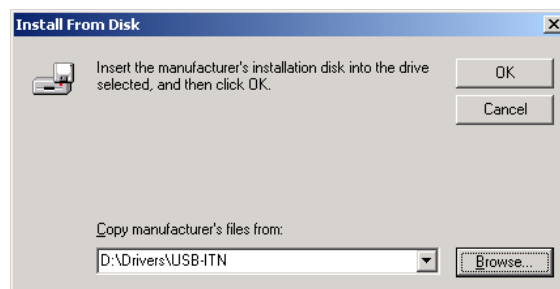 Install From Disk
Insert the manufacturer's installation disk into the drive
selected, and then click OK.
OK
Cancel
Copy manufacturer's files from:
D:\Drivers\USB-ITN
Browse...